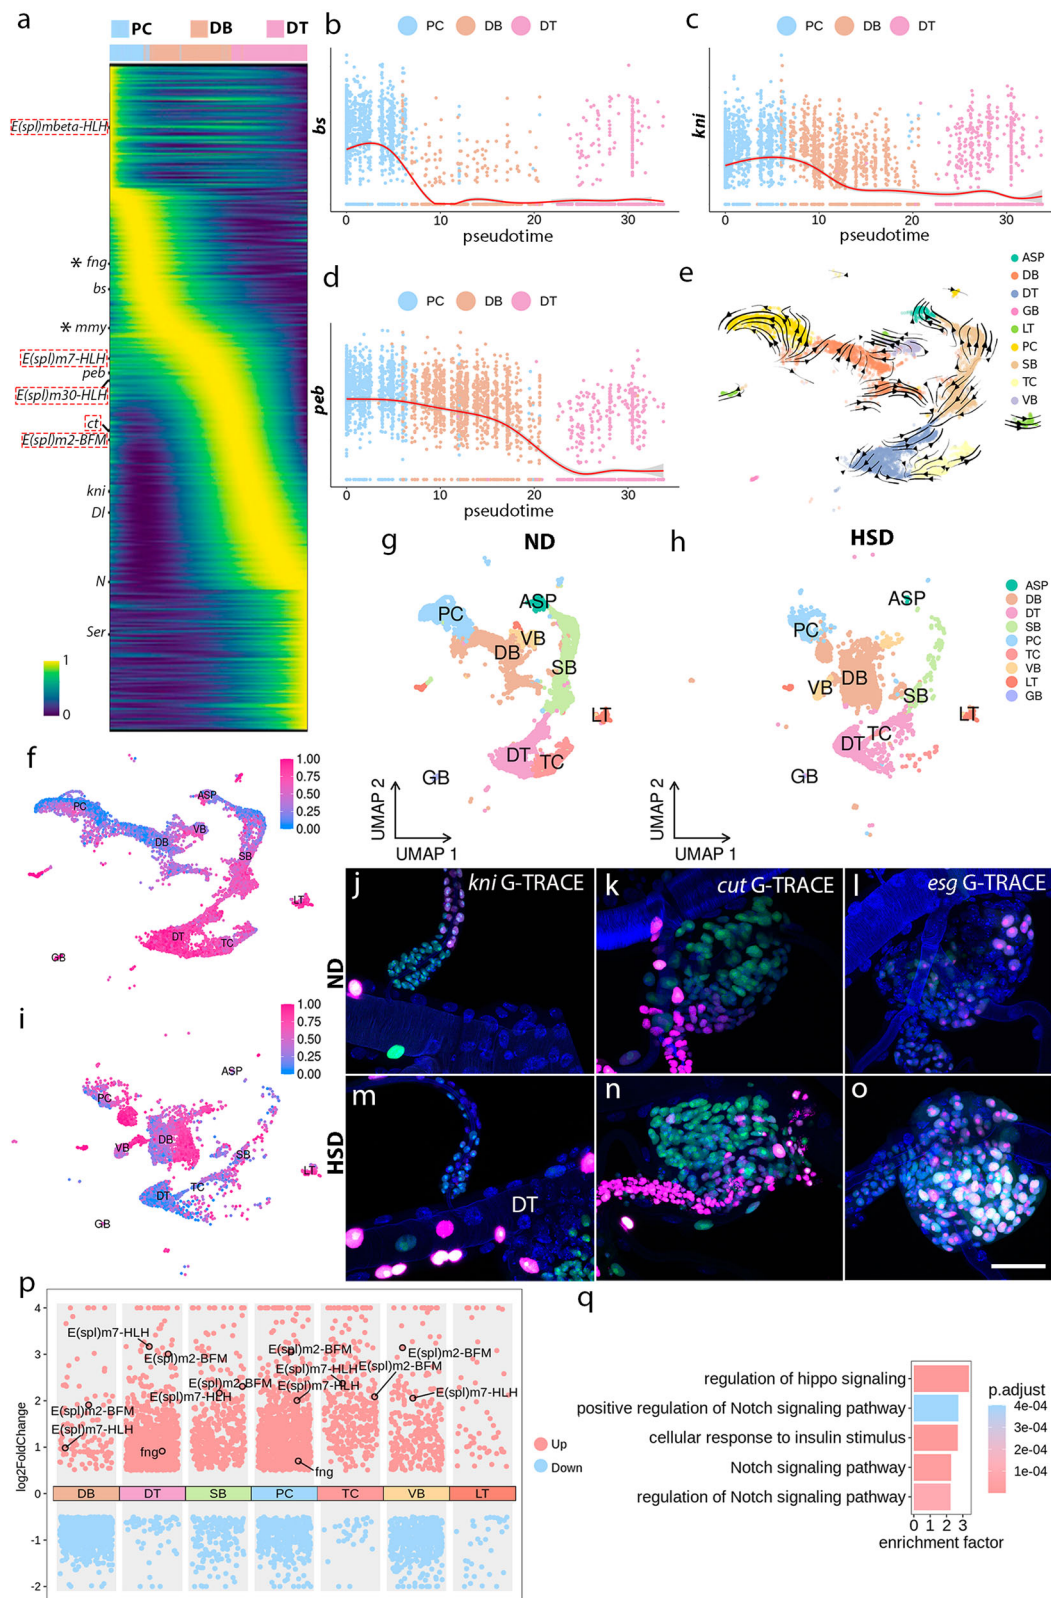 a
PC DB DT
E(spl)mbeta-HLH
* fng
bs
* mmy
E(spl)m7-HLH
peb
E(spl)m30-HLH
ct
E(spl)m2-BFM
kni
Dl
N
Ser
1
0
b
PC DB DT
bs
0 10 20 30
pseudotime
c
PC DB DT
kni
0 10 20 30
pseudotime
d
PC DB DT
peb
0 10 20 30
pseudotime
e
ASP
DB
DT
GB
LT
PC
SB
TC
VB
f
1.00
0.75
0.50
0.25
0.00
PC
ASP
VB
DB
SB
LT
DT
TC
GB
g
ND
PC
ASP
VB
DB
SB
LT
DT
TC
GB
UMAP 2
UMAP 1
h
HSD
ASP
PC
DB
VB
SB
LT
TC
DT
GB
UMAP 2
UMAP 1
ASP
DB
DT
SB
PC
TC
VB
LT
GB
i
1.00
0.75
0.50
0.25
0.00
ASP
PC
DB
VB
SB
LT
TC
DT
GB
ND
j
kni G-TRACE
k
cut G-TRACE
l
esg G-TRACE
HSD
m
DT
n
o
p
log2FoldChange
4
3
2
1
0
-1
-2
E(spl)m7-HLH
E(spl)m2-BFM
E(spl)m2-BFM
E(spl)m2-BFM
E(spl)m7-HLH
E(spl)m2-BFM
E(spl)m2-BFM
E(spl)m7-HLH
E(spl)m7-HLH
E(spl)m7-HLH
E(spl)m2-BFM
E(spl)m7-HLH
fng
fng
DB DT SB PC TC VB LT
Up
Down
q
regulation of hippo signaling
positive regulation of Notch signaling pathway
cellular response to insulin stimulus
Notch signaling pathway
regulation of Notch signaling pathway
0 1 2 3
enrichment factor
p.adjust
4e-04
3e-04
2e-04
1e-04